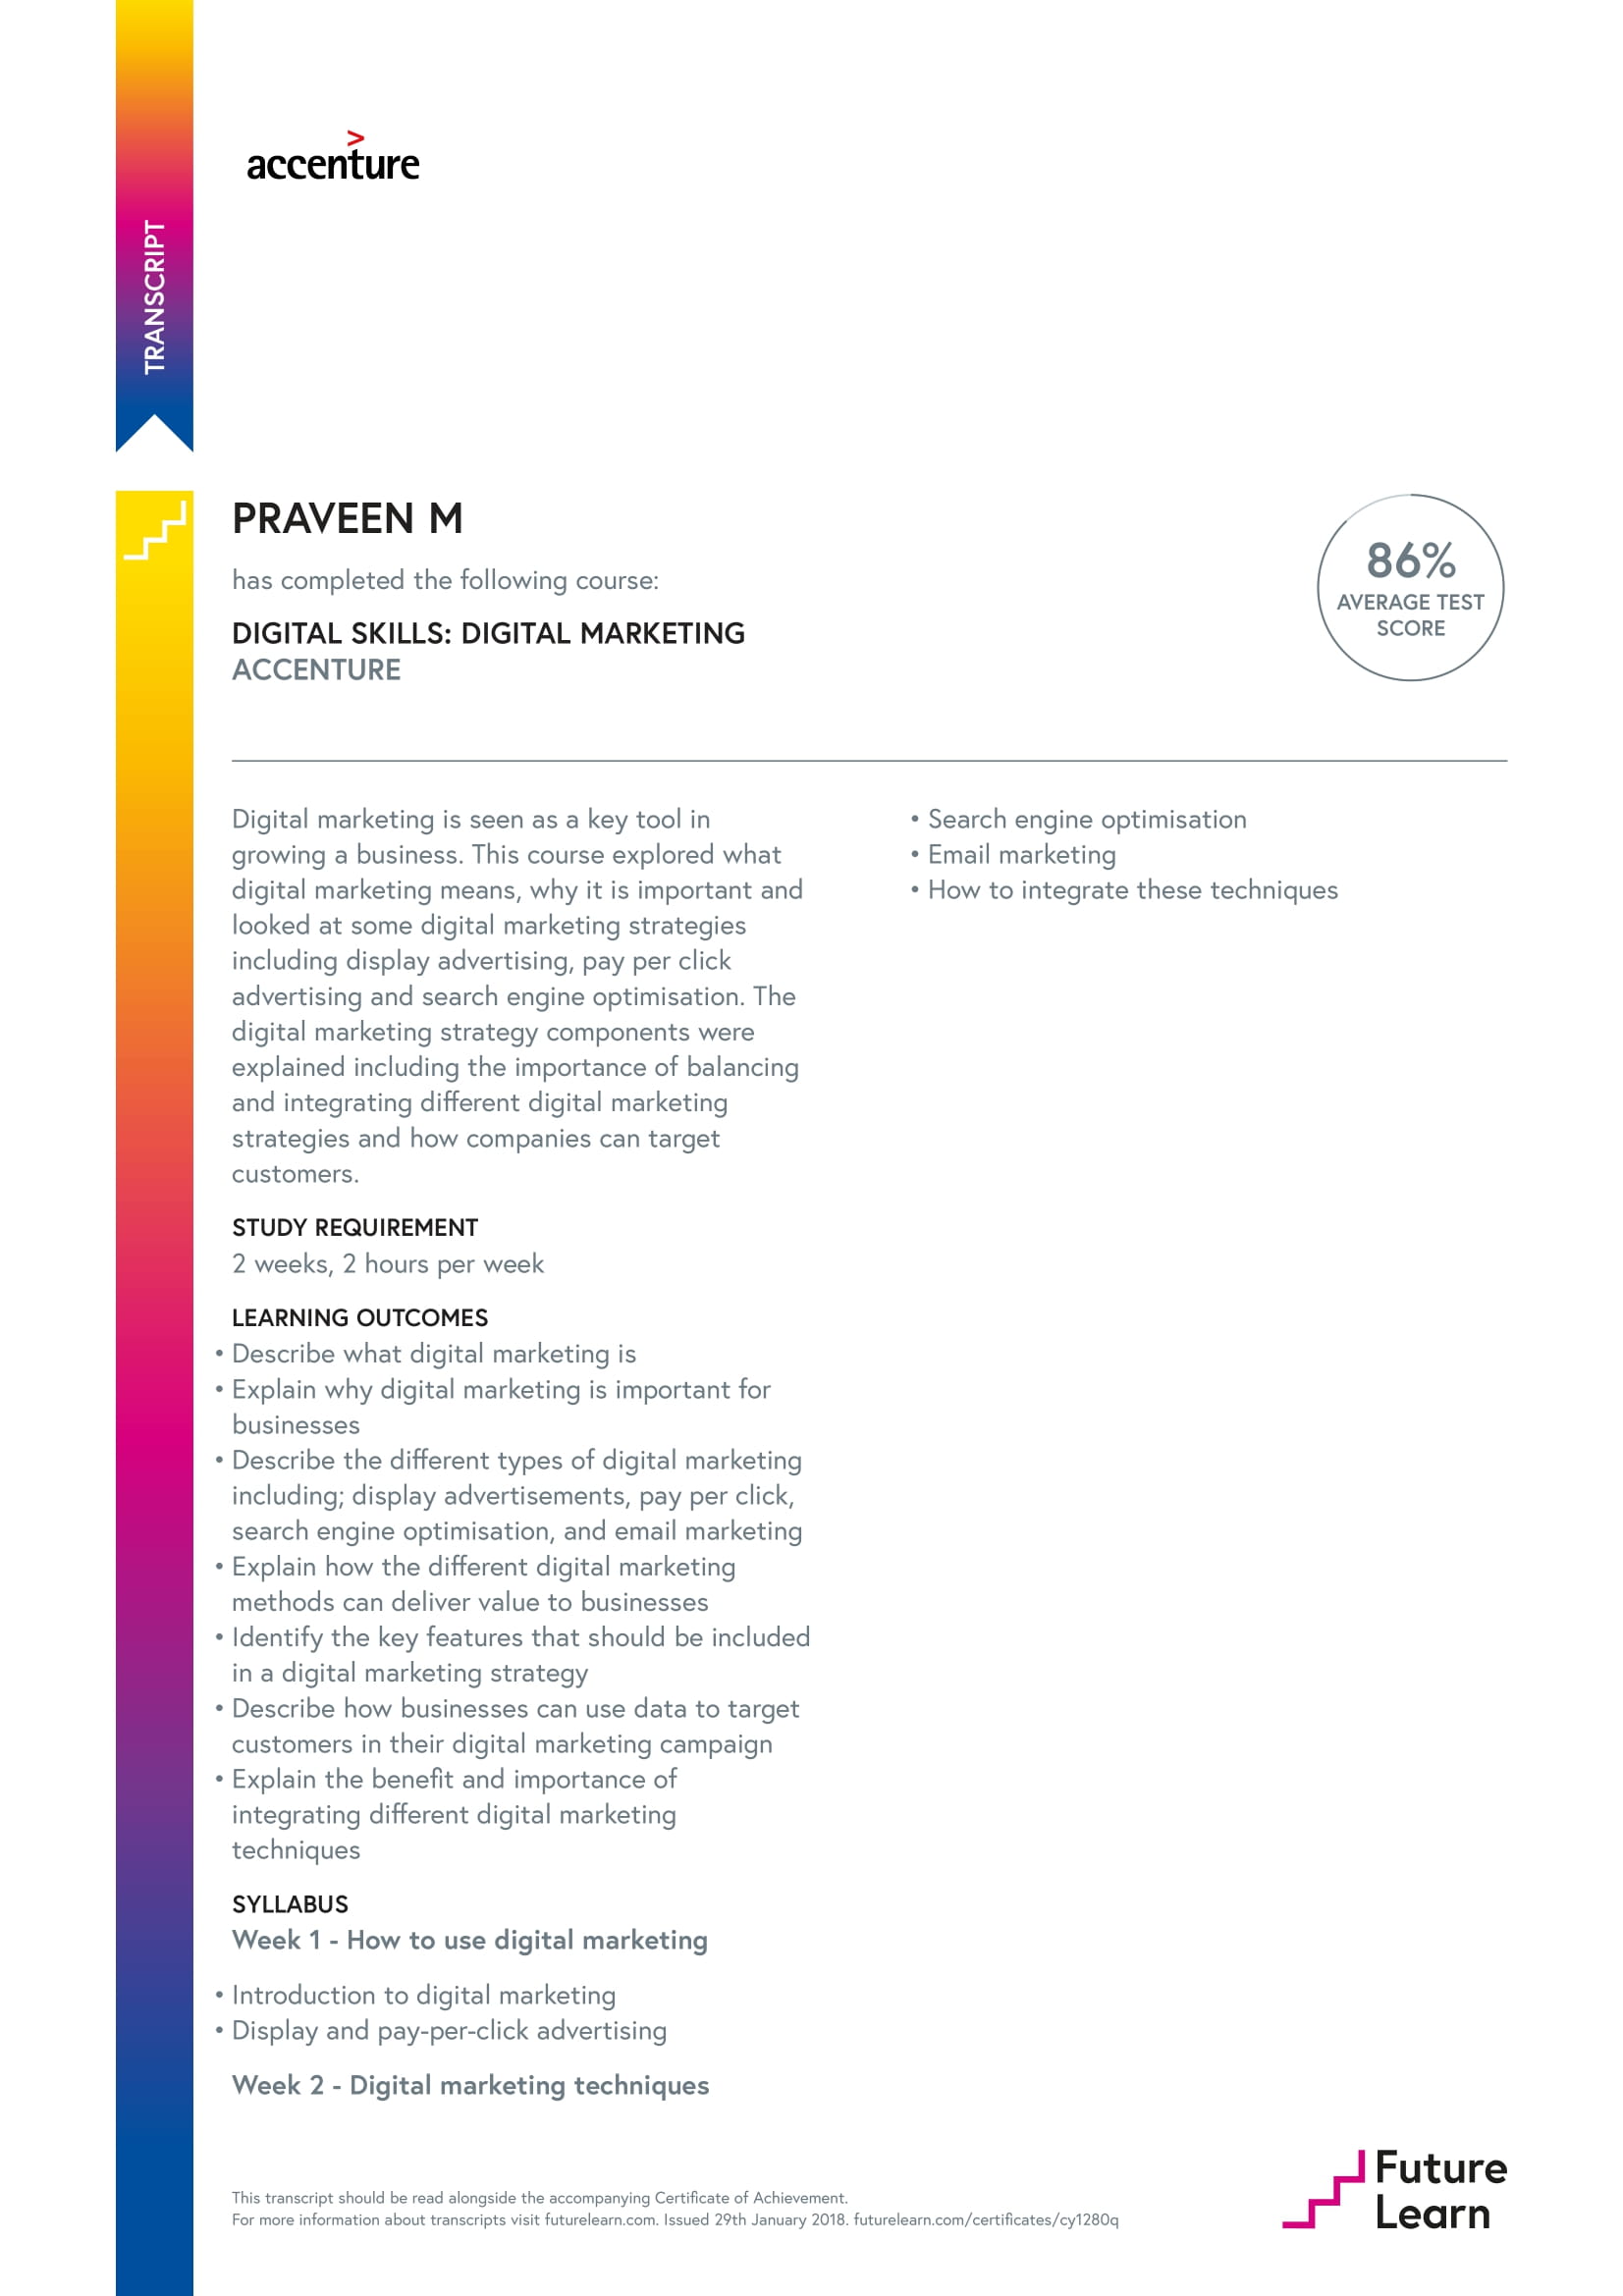 accenture
>
TRANSCRIPT
PRAVEEN M
has completed the following course:
DIGITAL SKILLS: DIGITAL MARKETING
ACCENTURE
86%
AVERAGE TEST
SCORE
Digital marketing is seen as a key tool in
growing a business. This course explored what
digital marketing means, why it is important and
looked at some digital marketing strategies
including display advertising, pay per click
advertising and search engine optimisation. The
digital marketing strategy components were
explained including the importance of balancing
and integrating different digital marketing
strategies and how companies can target
customers.
STUDY REQUIREMENT
2 weeks, 2 hours per week
LEARNING OUTCOMES
• Describe what digital marketing is
• Explain why digital marketing is important for
businesses
• Describe the different types of digital marketing
including; display advertisements, pay per click,
search engine optimisation, and email marketing
• Explain how the different digital marketing
methods can deliver value to businesses
• Identify the key features that should be included
in a digital marketing strategy
• Describe how businesses can use data to target
customers in their digital marketing campaign
• Explain the benefit and importance of
integrating different digital marketing
techniques
SYLLABUS
Week 1 - How to use digital marketing
• Introduction to digital marketing
• Display and pay-per-click advertising
Week 2 - Digital marketing techniques
• Search engine optimisation
• Email marketing
• How to integrate these techniques
This transcript should be read alongside the accompanying Certificate of Achievement.
For more information about transcripts visit futurelearn.com. Issued 29th January 2018. futurelearn.com/certificates/cy1280q
Future
Learn